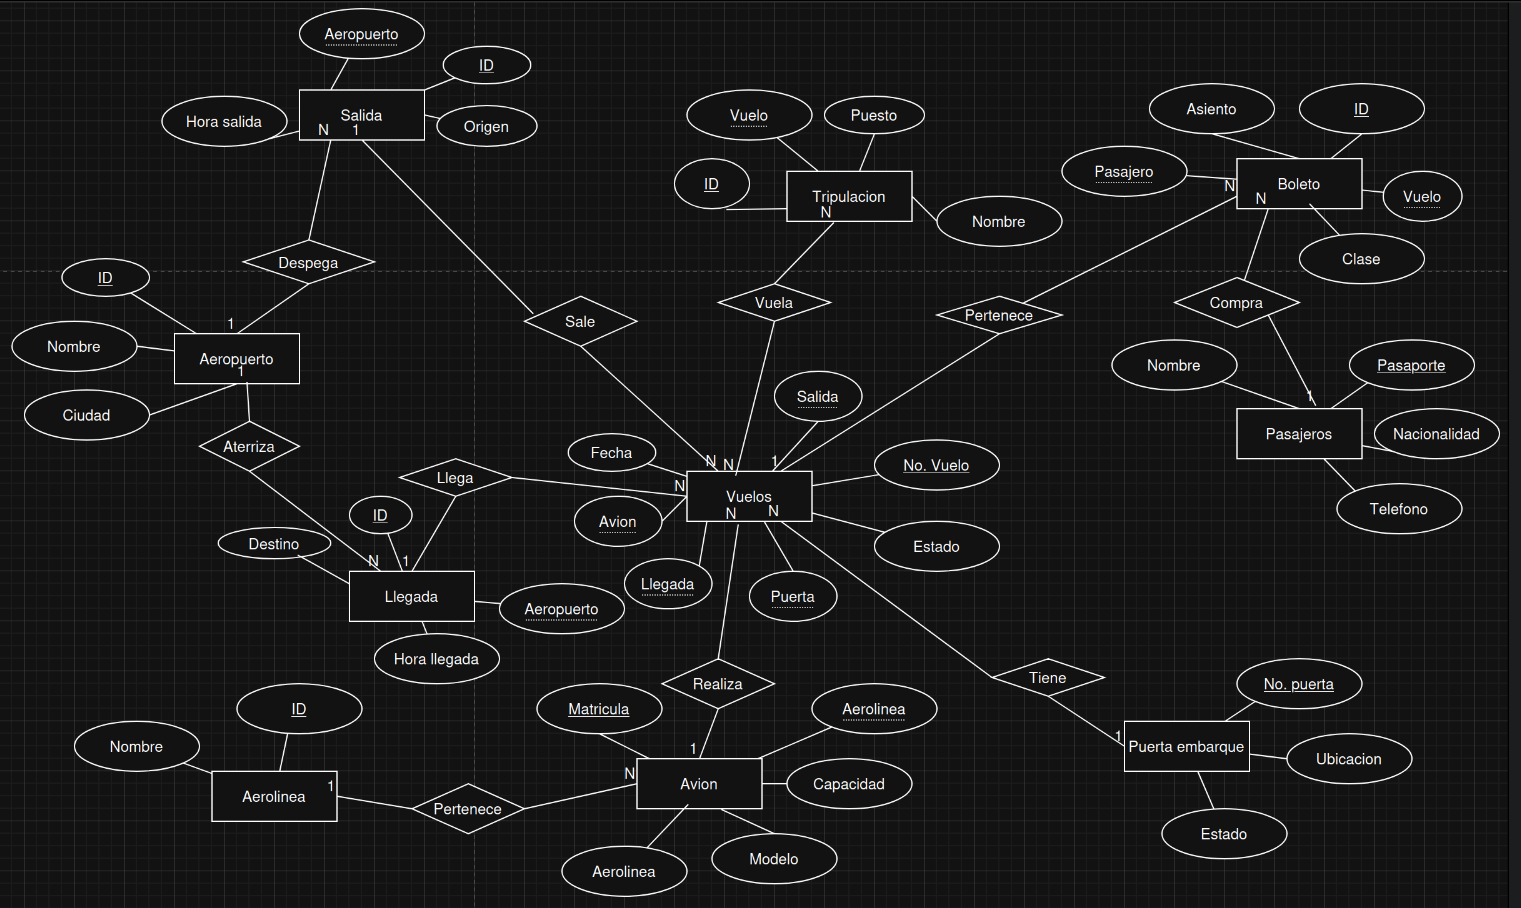 Aeropuerto
ID
Salida
Hora salida
Origen
N
1
Despega
ID
1
Nombre
Aeropuerto
1
Ciudad
Aterriza
Sale
Vuelo
Puesto
ID
Tripulacion
N
Nombre
Vuela
Asiento
ID
Pasajero
Boleto
N
N
Vuelo
Clase
Pertenece
Compra
Nombre
Pasaporte
1
Pasajeros
Nacionalidad
Telefono
Salida
Fecha
N
N
1
No. Vuelo
Llega
N
Vuelos
N
N
Avion
Estado
Llegada
Puerta
ID
Destino
N
1
Llegada
Aeropuerto
Hora llegada
Realiza
Tiene
ID
Nombre
Aerolinea
1
Pertenece
Matricula
Aerolinea
1
N
Avion
Capacidad
Aerolinea
Modelo
No. puerta
1
Puerta embarque
Ubicacion
Estado